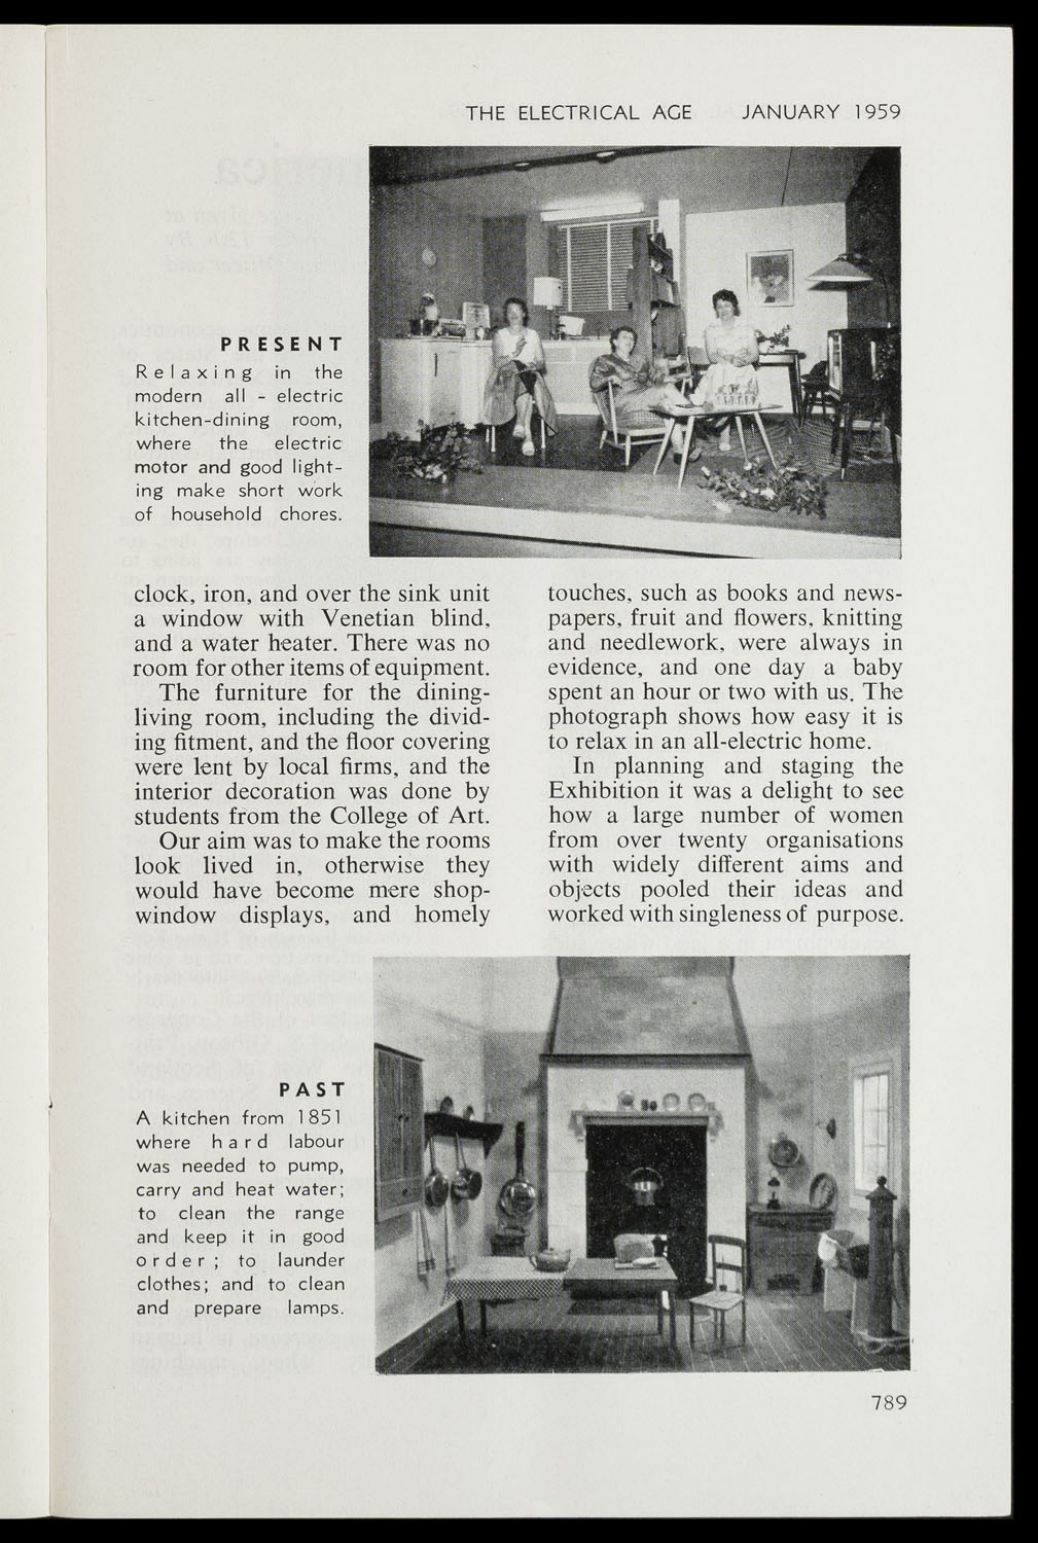 THE ELECTRICAL AGE JANUARY 1959
PRESENT
Relaxing in the
modern all - electric
kitchen-dining room,
where the electric
motor and good light-
ing make short work
of household chores.
clock, iron, and over the sink unit
a window with Venetian blind,
and a water heater. There was no
room for other items of equipment.
The furniture for the dining-
living room, including the divid-
ing fitment, and the floor covering
were lent by local firms, and the
interior decoration was done by
students from the College of Art.
Our aim was to make the rooms
look lived in, otherwise they
would have become mere shop-
window displays, and homely
touches, such as books and news-
papers, fruit and flowers, knitting
and needlework, were always in
evidence, and one day a baby
spent an hour or two with us. The
photograph shows how easy it is
to relax in an all-electric home.
In planning and staging the
Exhibition it was a delight to see
how a large number of women
from over twenty organisations
with widely different aims and
objects pooled their ideas and
worked with singleness of purpose.
PAST
A kitchen from 1851
where hard labour
was needed to pump,
carry and heat water;
to clean the range
and keep it in good
order; to launder
clothes; and to clean
and prepare lamps.
789